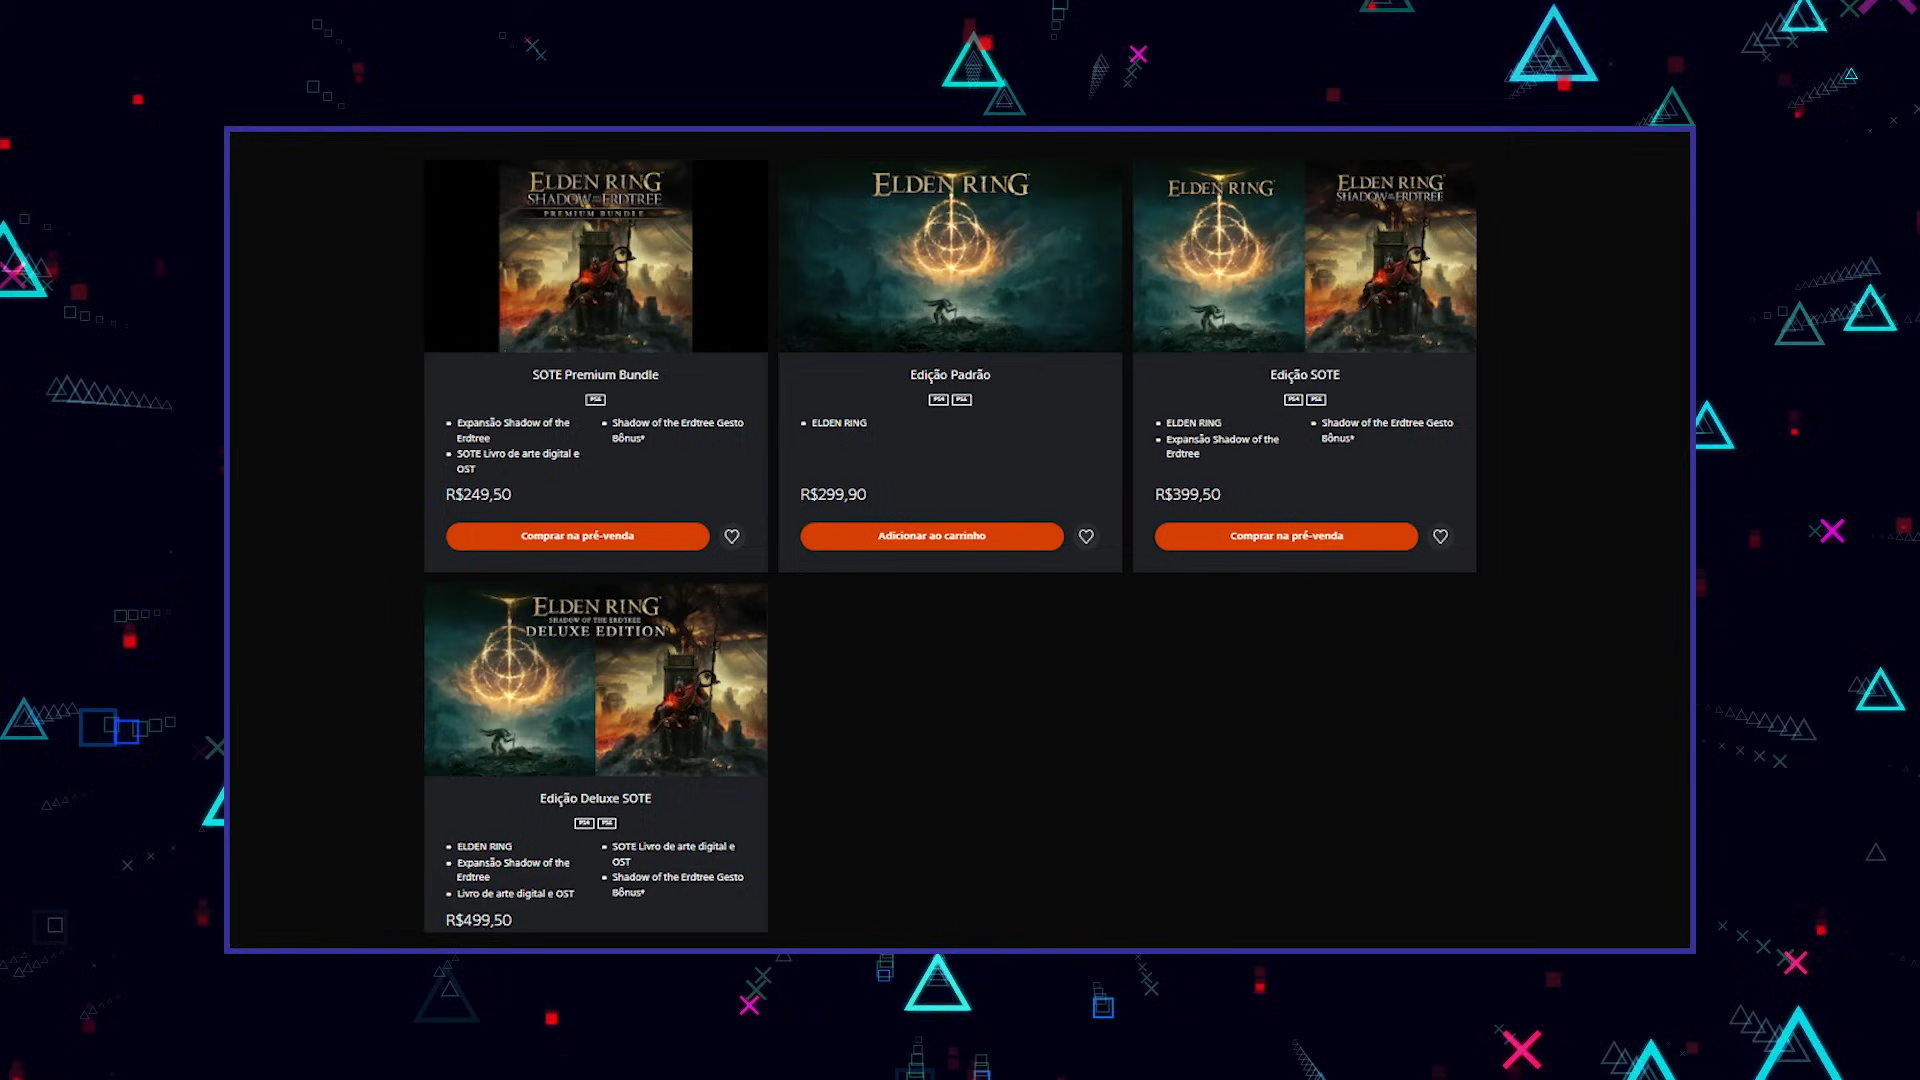 ELDEN RING
SHADOW OF THE ERDTREE
PREMIUM BUNDLE
SOTE Premium Bundle
PS5
Expansão Shadow of the
Erdtree
SOTE Livro de arte digital e
OST
Shadow of the Erdtree Gesto
Bônus*
R$249,50
Comprar na pré-venda
ELDEN RING
Edição Padrão
PS4 PS5
ELDEN RING
R$299,90
Adicionar ao carrinho
ELDEN RING
ELDEN RING
SHADOW OF THE ERDTREE
Edição SOTE
PS4 PS5
ELDEN RING
Expansão Shadow of the
Erdtree
Shadow of the Erdtree Gesto
Bônus*
R$399,50
Comprar na pré-venda
ELDEN RING
SHADOW OF THE ERDTREE
DELUXE EDITION
Edição Deluxe SOTE
PS4 PS5
ELDEN RING
Expansão Shadow of the
Erdtree
Livro de arte digital e OST
SOTE Livro de arte digital e
OST
Shadow of the Erdtree Gesto
Bônus*
R$499,50